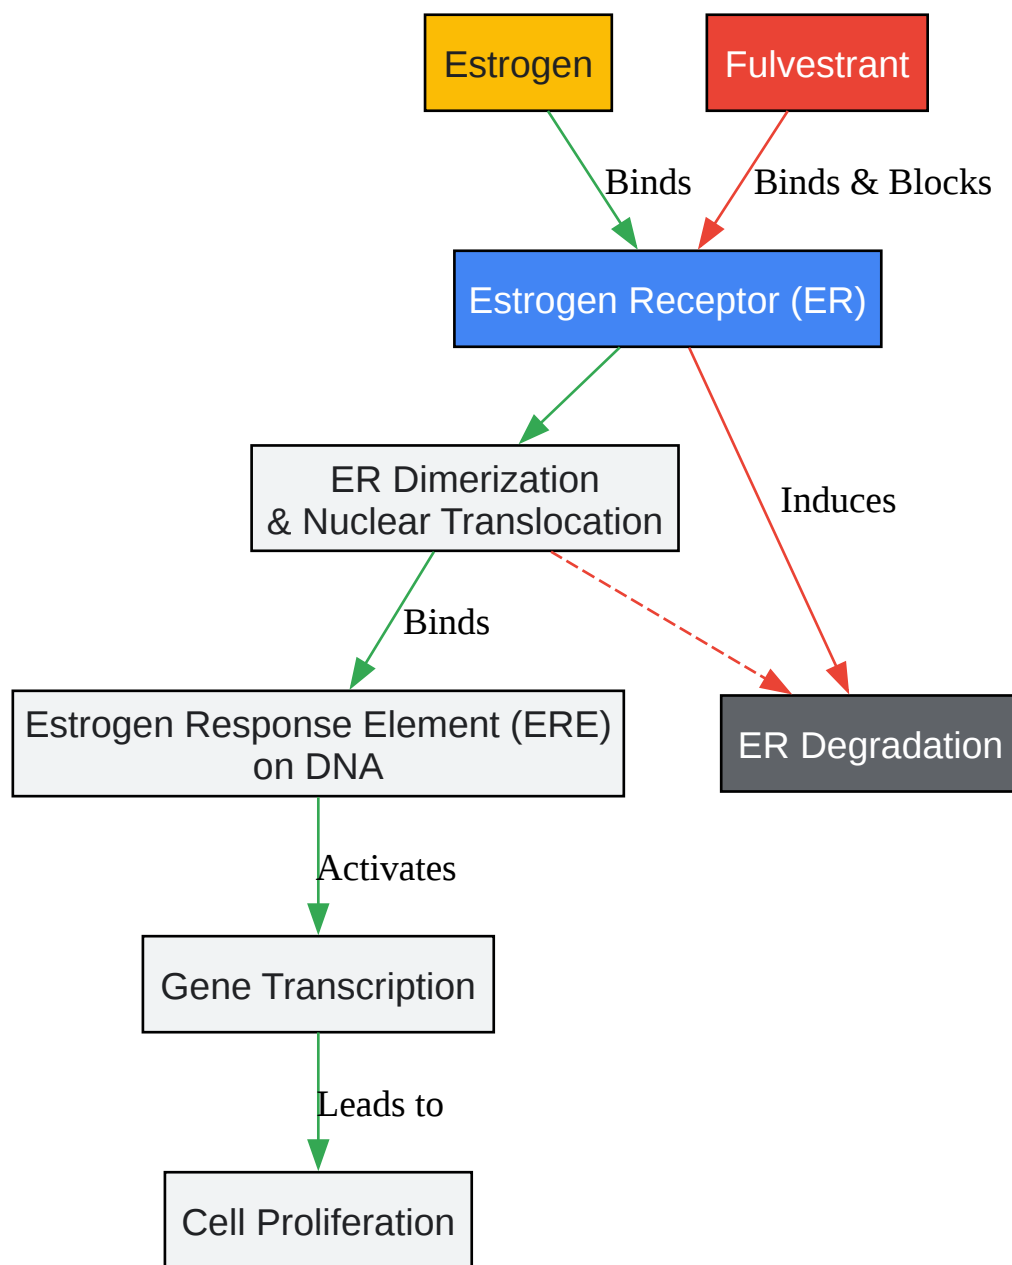 Estrogen
Fulvestrant
Binds
Binds & Blocks
Estrogen Receptor (ER)
ER Dimerization
& Nuclear Translocation
Induces
Binds
Estrogen Response Element (ERE)
on DNA
ER Degradation
Activates
Gene Transcription
Leads to
Cell Proliferation